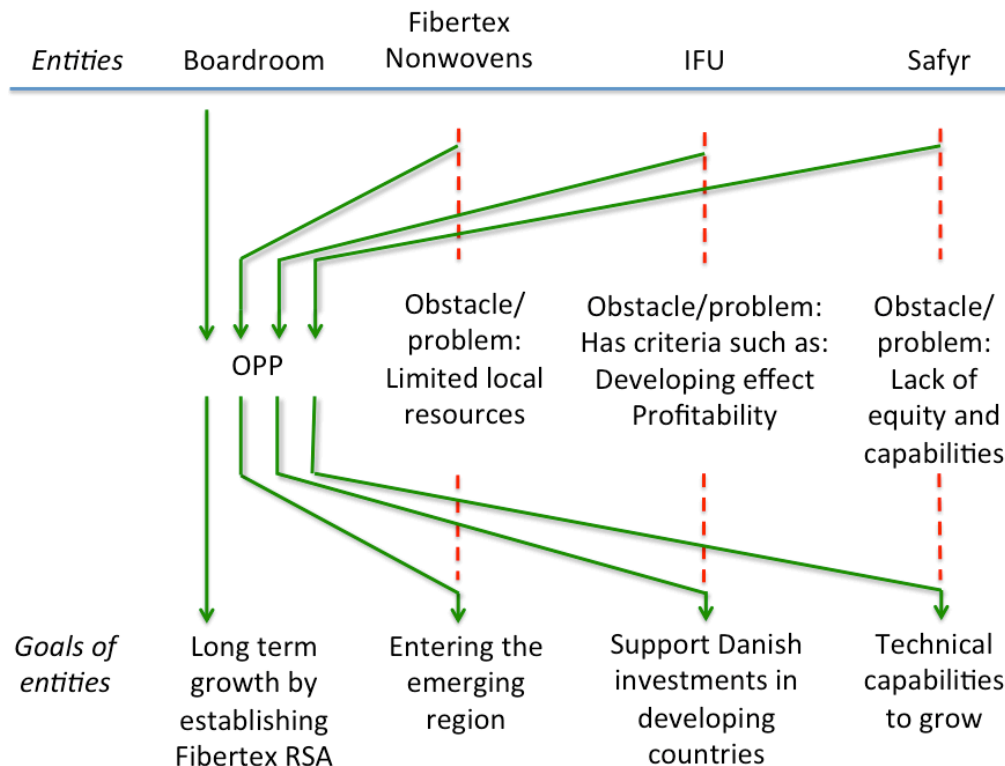 Entities
Boardroom
Fibertex
Nonwovens
IFU
Safyr
OPP
Obstacle/
problem:
Limited local
resources
Obstacle/problem:
Has criteria such as:
Developing effect
Profitability
Obstacle/
problem:
Lack of
equity and
capabilities
Goals of
entities
Long term
growth by
establishing
Fibertex RSA
Entering the
emerging
region
Support Danish
investments in
developing
countries
Technical
capabilities
to grow